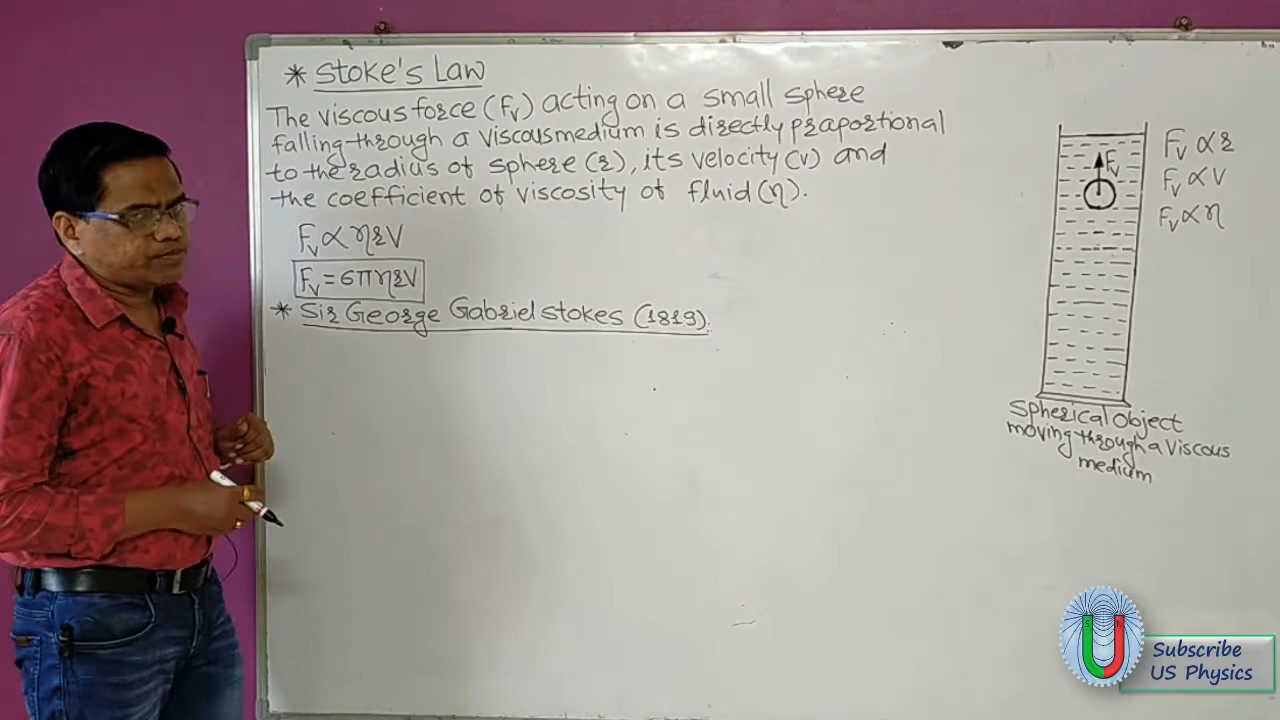 * Stoke's Law
The viscous force (Fv) acting on a small sphere
falling through a viscous medium is directly praportional
to the radius of sphere (r), its velocity (v) and
the coefficient of viscosity of fluid (η).
Fv ∝ ηrV
Fv = 6πηrV
* Sir George Gabriel stokes (1819).
Fv
Fv ∝ r
Fv ∝ V
Fv ∝ η
Spherical Object
moving through a Viscous
medium
S N
U
Subscribe
US Physics